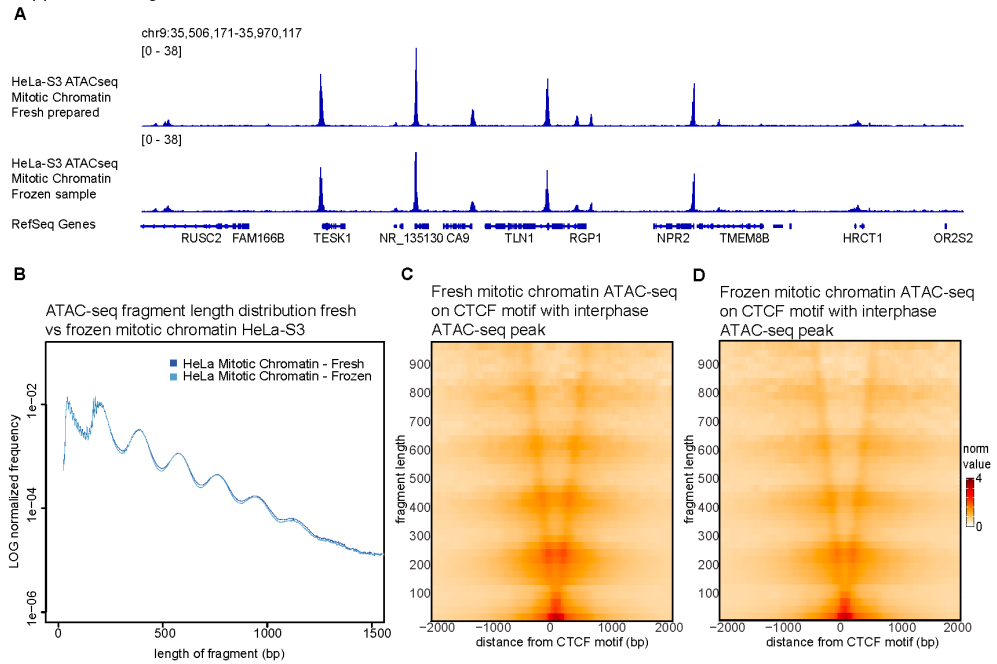 A
chr9:35,506,171-35,970,117
[0 - 38]
HeLa-S3 ATACseq
Mitotic Chromatin
Fresh prepared
[0 - 38]
HeLa-S3 ATACseq
Mitotic Chromatin
Frozen sample
RefSeq Genes
RUSC2 FAM166B TESK1 NR_135130 CA9 TLN1 RGP1 NPR2 TMEM8B HRCT1 OR2S2
B
ATAC-seq fragment length distribution fresh
vs frozen mitotic chromatin HeLa-S3
HeLa Mitotic Chromatin - Fresh
HeLa Mitotic Chromatin - Frozen
LOG normalized frequency
1e-02
1e-04
1e-06
0 500 1000 1500
length of fragment (bp)
C
Fresh mitotic chromatin ATAC-seq
on CTCF motif with interphase
ATAC-seq peak
fragment length
900
800
700
600
500
400
300
200
100
−2000 −1000 0 1000 2000
distance from CTCF motif (bp)
D
Frozen mitotic chromatin ATAC-seq
on CTCF motif with interphase
ATAC-seq peak
fragment length
900
800
700
600
500
400
300
200
100
−2000 −1000 0 1000 2000
distance from CTCF motif (bp)
norm
value
4
0